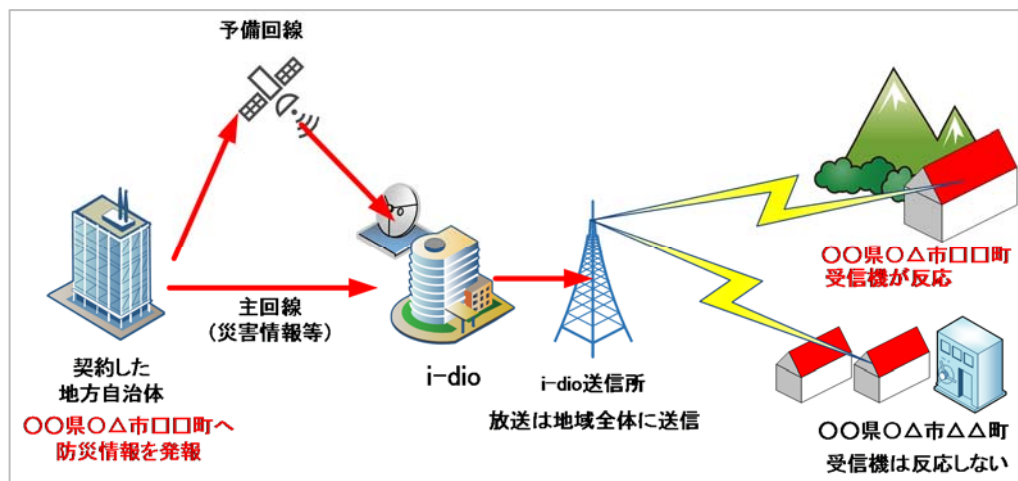 予備回線
主回線
（災害情報等）
契約した
地方自治体
〇〇県〇△市□□町へ
防災情報を発報
i-dio
i-dio送信所
放送は地域全体に送信
〇〇県〇△市□□町
受信機が反応
〇〇県〇△市△△町
受信機は反応しない